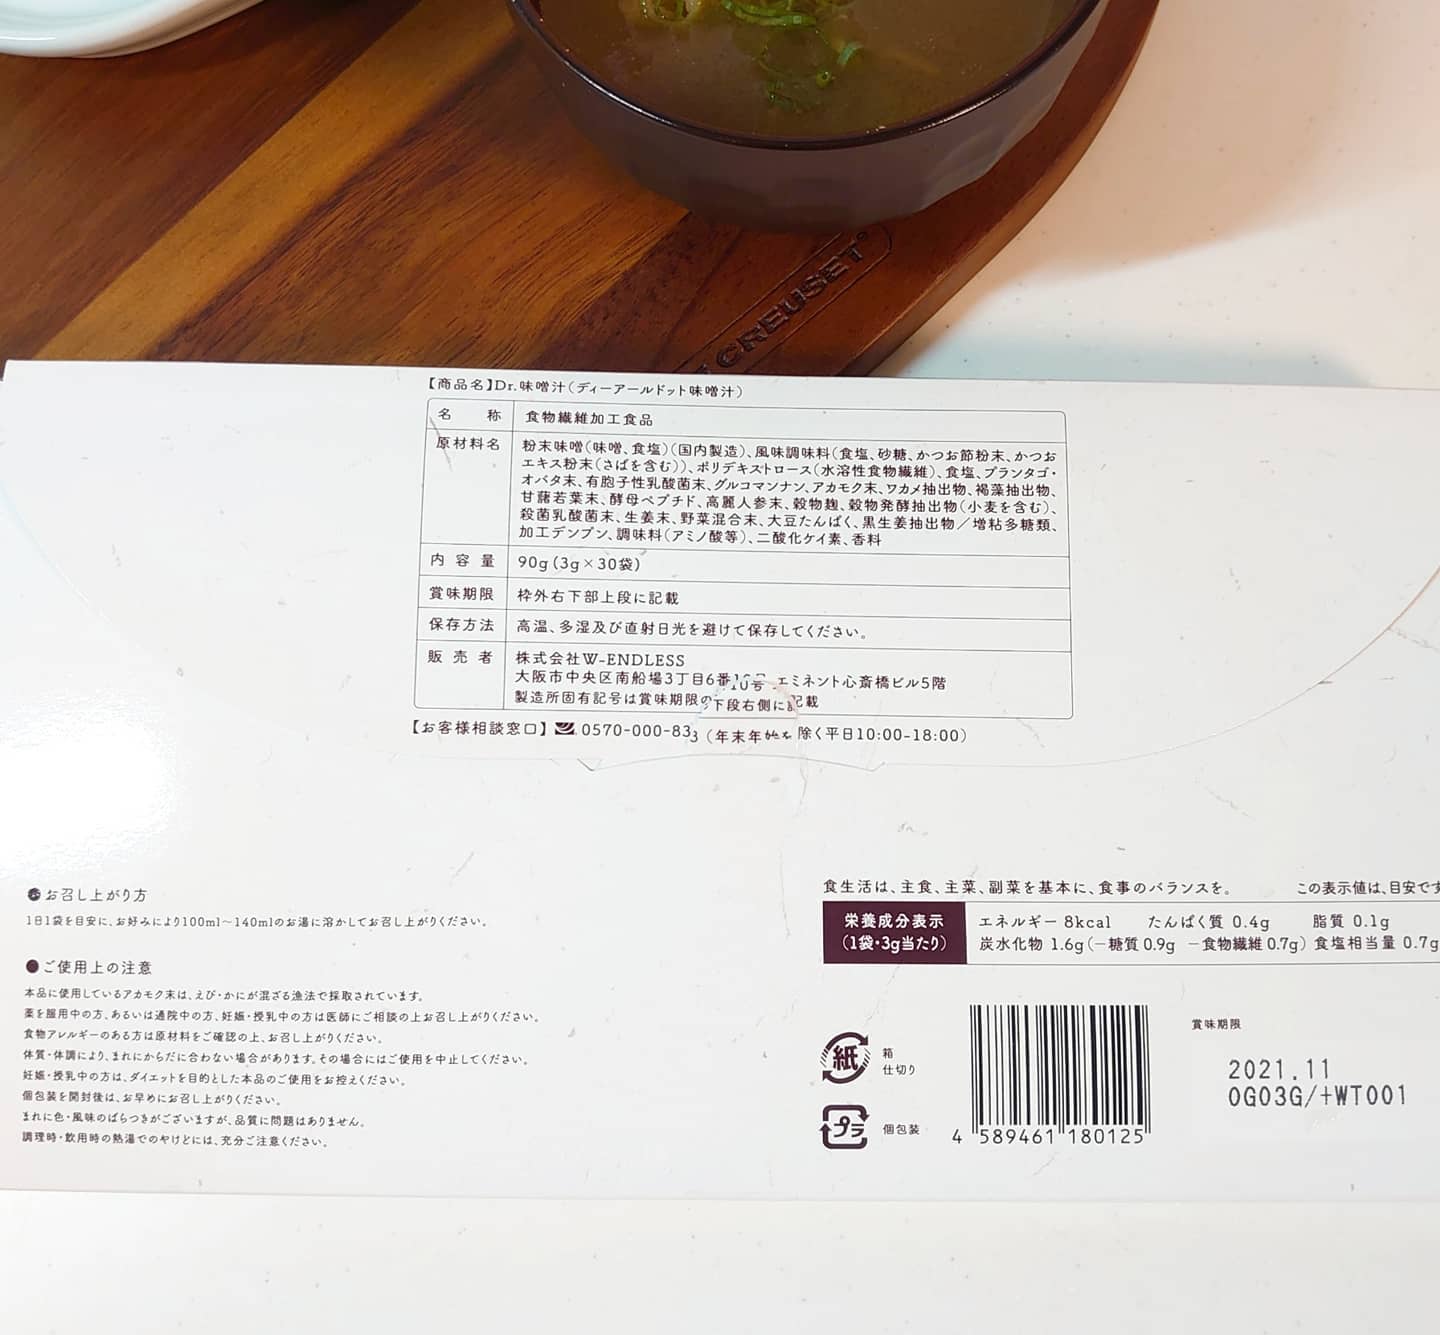 CREUSET
【商品名】Dr.味噌汁(ディーアールドット味噌汁)
名 称 食物繊維加工食品
原材料名 粉末味噌(味噌、食塩)(国内製造)、風味調味料(食塩、砂糖、かつお節粉末、かつお
エキス粉末(さばを含む))、ポリデキストロース(水溶性食物繊維)、食塩、プランタゴ・
オバタ末、有胞子性乳酸菌末、グルコマンナン、アカモク末、ワカメ抽出物、褐藻抽出物、
甘藷若葉末、酵母ペプチド、高麗人参末、穀物麹、穀物発酵抽出物(小麦を含む)、
殺菌乳酸菌末、生姜末、野菜混合末、大豆たんぱく、黒生姜抽出物/増粘多糖類、
加工デンプン、調味料(アミノ酸等)、二酸化ケイ素、香料
内 容 量 90g(3g×30袋)
賞味期限 枠外右下部上段に記載
保存方法 高温、多湿及び直射日光を避けて保存してください。
販 売 者 株式会社W-ENDLESS
大阪市中央区南船場3丁目6番10号 エミネント心斎橋ビル5階
製造所固有記号は賞味期限の下段右側に記載
【お客様相談窓口】 0570-000-833(年末年始を除く平日10:00-18:00)
●お召し上がり方
1日1袋を目安に、お好みにより100ml~140mlのお湯に溶かしてお召し上がりください。
●ご使用上の注意
本品に使用しているアカモク末は、えび・かにが混ざる漁法で採取されています。
薬を服用中の方、あるいは通院中の方、妊娠・授乳中の方は医師にご相談の上お召し上がりください。
食物アレルギーのある方は原材料をご確認の上、お召し上がりください。
体質・体調により、まれにからだに合わない場合があります。その場合にはご使用を中止してください。
妊娠・授乳中の方は、ダイエットを目的とした本品のご使用をお控えください。
個包装を開封後は、お早めにお召し上がりください。
まれに色・風味のばらつきがございますが、品質に問題はありません。
調理時・飲用時の熱湯でのやけどには、充分ご注意ください。
食生活は、主食、主菜、副菜を基本に、食事のバランスを。 この表示値は、目安です
栄養成分表示
(1袋・3g当たり)
エネルギー 8kcal たんぱく質 0.4g 脂質 0.1g
炭水化物 1.6g(-糖質 0.9g -食物繊維 0.7g) 食塩相当量 0.7g
紙 箱
仕切り
プラ 個包装
4 589461 180125
賞味期限
2021.11
0G03G/+WT001